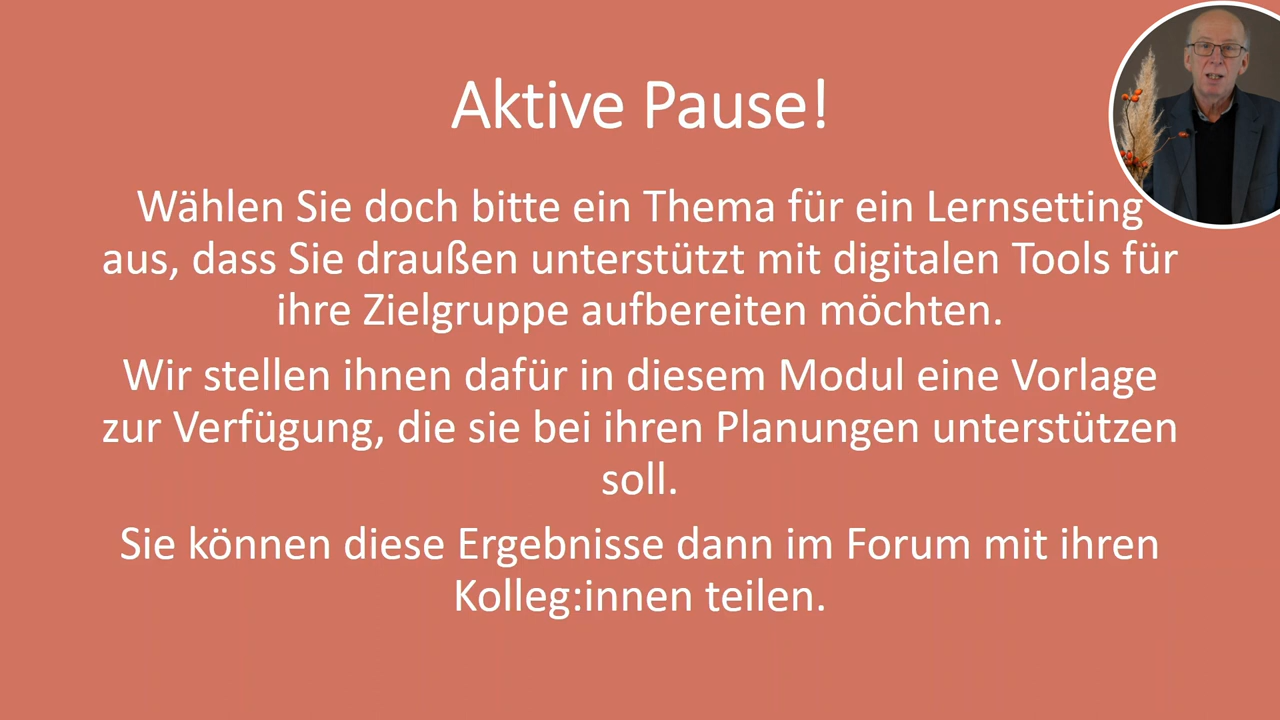 Aktive Pause!
Wählen Sie doch bitte ein Thema für ein Lernsetting
aus, dass Sie draußen unterstützt mit digitalen Tools für
ihre Zielgruppe aufbereiten möchten.
Wir stellen ihnen dafür in diesem Modul eine Vorlage
zur Verfügung, die sie bei ihren Planungen unterstützen
soll.
Sie können diese Ergebnisse dann im Forum mit ihren
Kolleg:innen teilen.